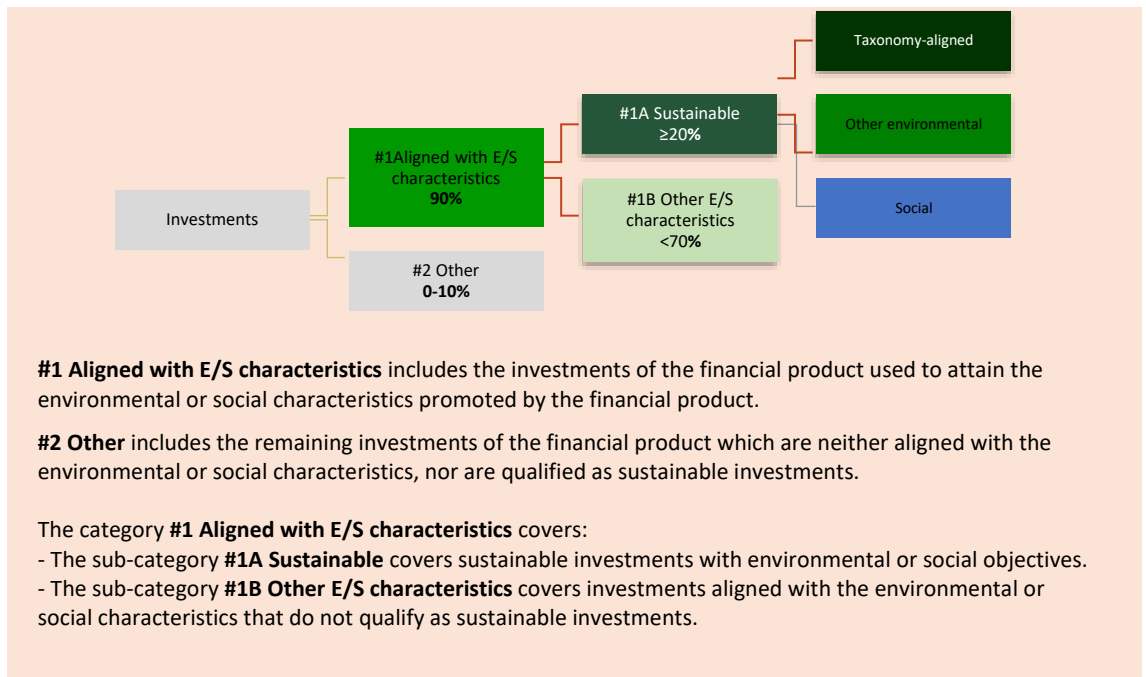 Taxonomy-aligned
#1A Sustainable
≥20%
Other environmental
#1Aligned with E/S
characteristics
90%
#1B Other E/S
characteristics
<70%
Social
Investments
#2 Other
0-10%
#1 Aligned with E/S characteristics includes the investments of the financial product used to attain the
environmental or social characteristics promoted by the financial product.
#2 Other includes the remaining investments of the financial product which are neither aligned with the
environmental or social characteristics, nor are qualified as sustainable investments.
The category #1 Aligned with E/S characteristics covers:
- The sub-category #1A Sustainable covers sustainable investments with environmental or social objectives.
- The sub-category #1B Other E/S characteristics covers investments aligned with the environmental or
social characteristics that do not qualify as sustainable investments.